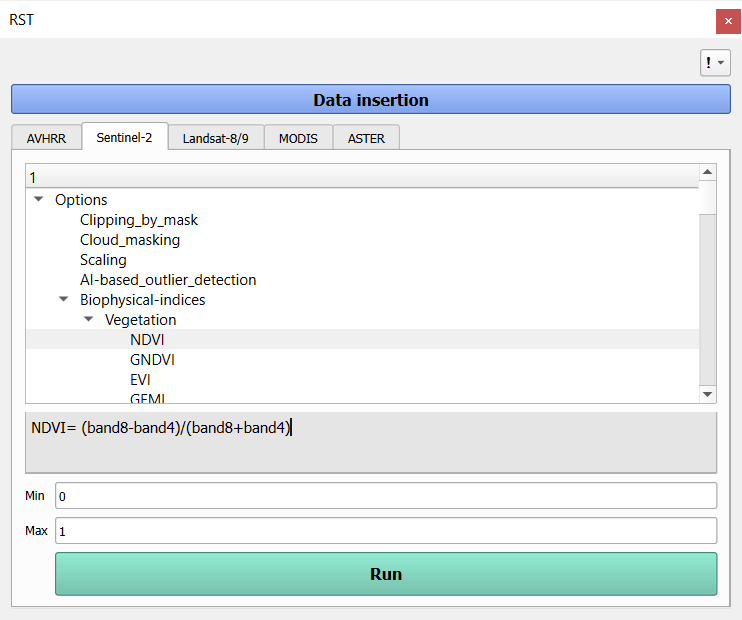 RST
!
Data insertion
AVHRR Sentinel-2 Landsat-8/9 MODIS ASTER
1
Options
Clipping_by_mask
Cloud_masking
Scaling
AI-based_outlier_detection
Biophysical-indices
Vegetation
NDVI
GNDVI
EVI
GEMI
NDVI= (band8-band4)/(band8+band4)
Min 0
Max 1
Run